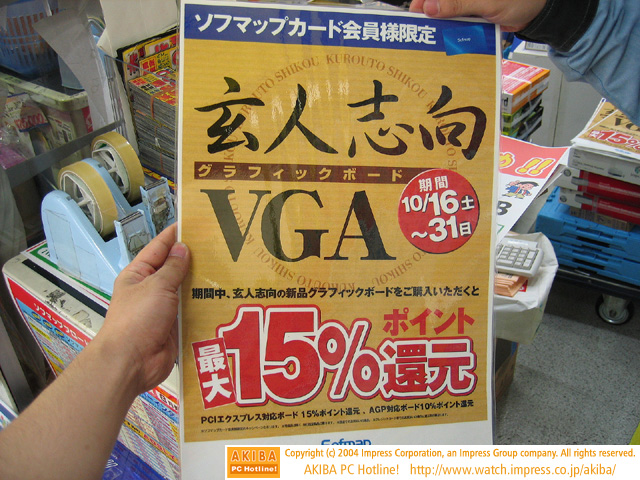 ソフマップカード会員様限定
Sofmap
KUROUTO SHIKOU KUROUTO SHIKOU
玄人志向
グラフィックボード
VGA
期間
10/16土
～31日
期間中、玄人志向の新品グラフィックボードをご購入いただくと
最大15%ポイント還元
PCIエクスプレス対応ボード 15%ポイント還元 、AGP対応ボード10%ポイント還元
Sofmap
AKIBA
PC Hotline!
Copyright (c) 2004 Impress Corporation, an Impress Group company. All rights reserved.
AKIBA PC Hotline! http://www.watch.impress.co.jp/akiba/